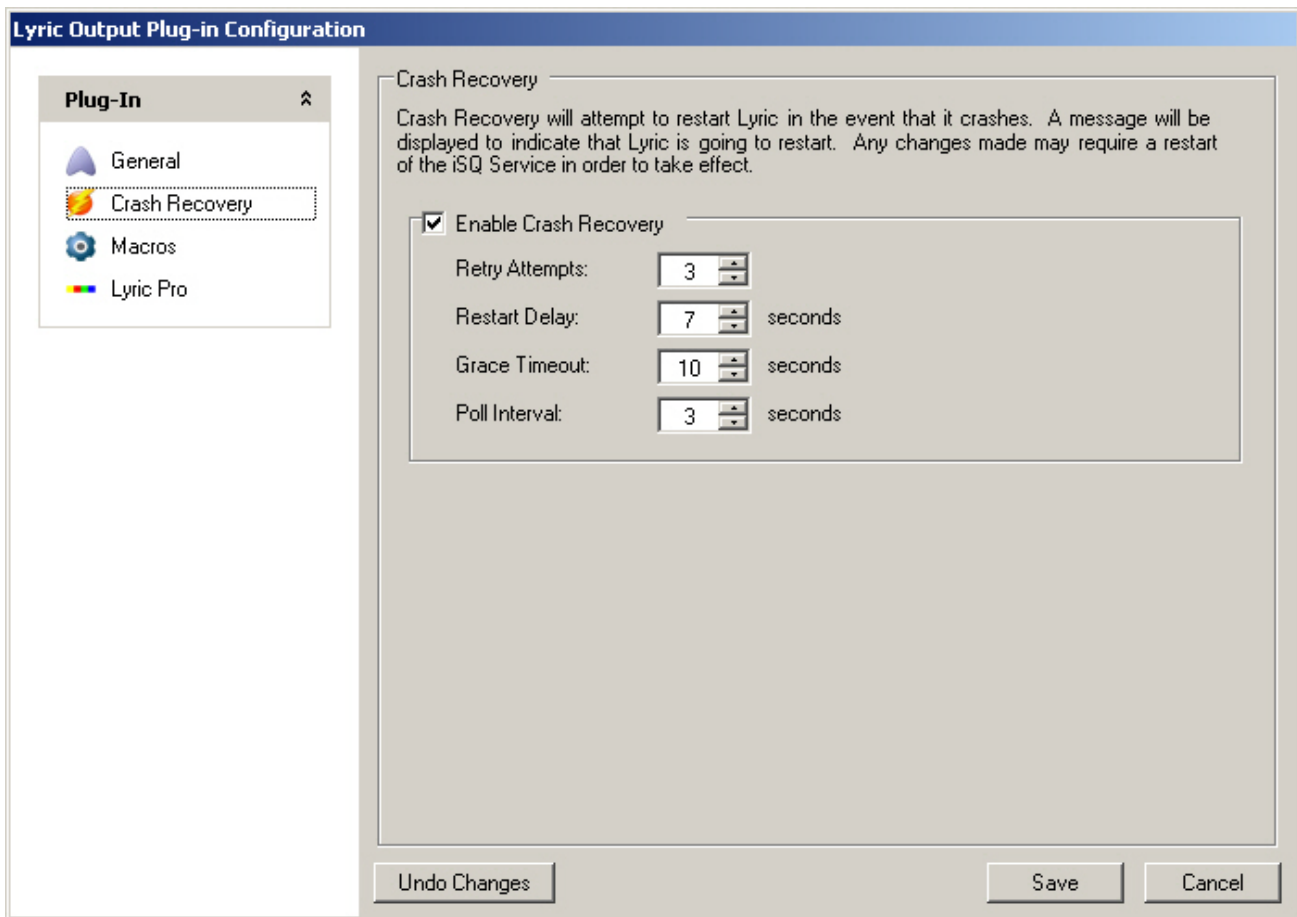 Lyric Output Plug-in Configuration
Plug-In
General
Crash Recovery
Macros
Lyric Pro
Crash Recovery
Crash Recovery will attempt to restart Lyric in the event that it crashes. A message will be
displayed to indicate that Lyric is going to restart. Any changes made may require a restart
of the iSQ Service in order to take effect.
Enable Crash Recovery
Retry Attempts: 3
Restart Delay: 7 seconds
Grace Timeout: 10 seconds
Poll Interval: 3 seconds
Undo Changes Save Cancel